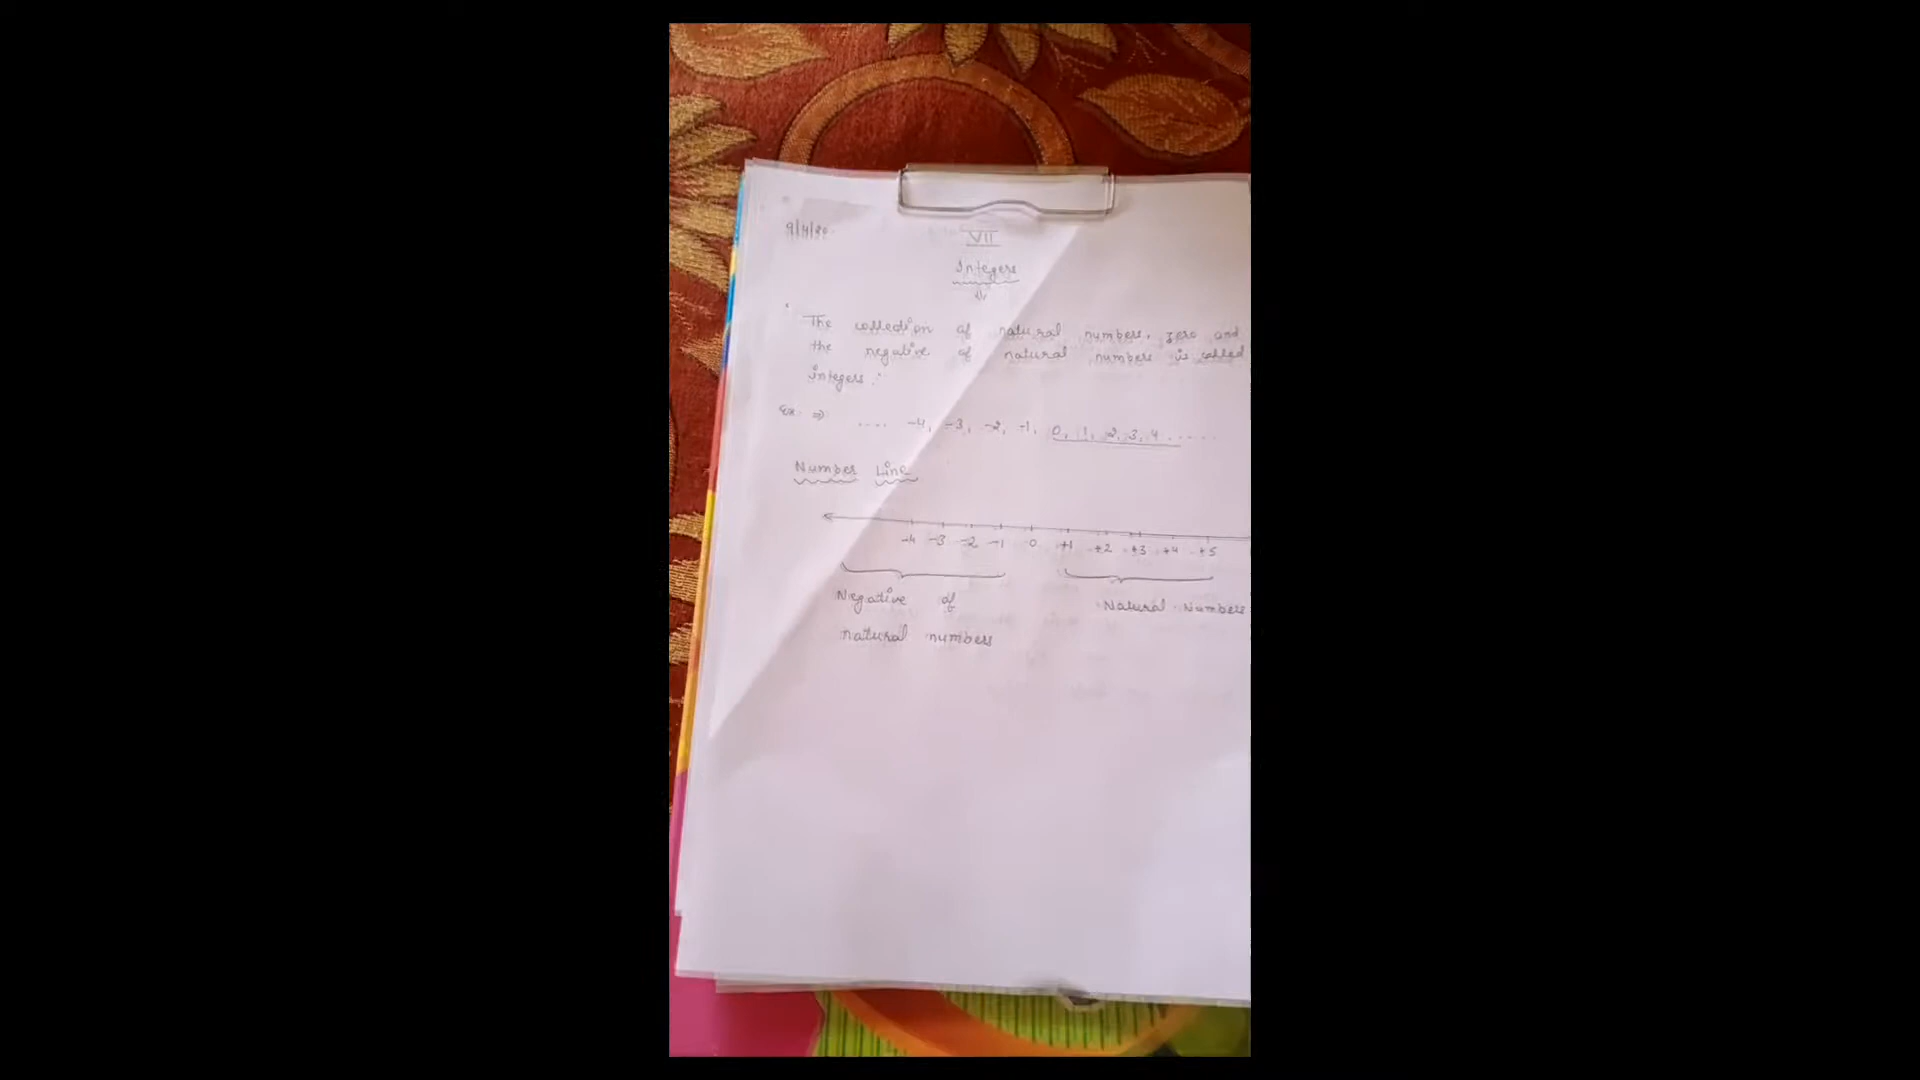 9/4/20
VII
Integers
The collection of natural numbers, zero and
the negative of natural numbers is called
integers.
Ex. ⇒ .... -4, -3, -2, -1, 0, 1, 2, 3, 4.....
Number Line
-4 -3 -2 -1 0 +1 +2 +3 +4 +5
Negative of
natural numbers
Natural Numbers